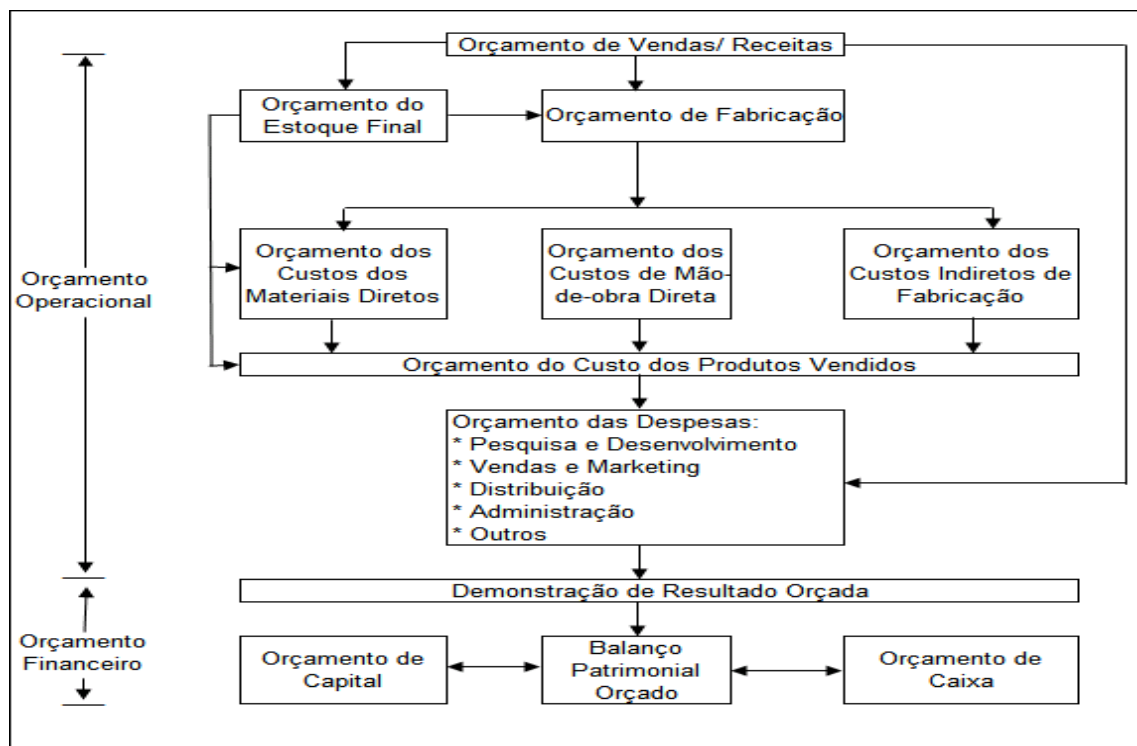 Orçamento de Vendas/ Receitas
Orçamento do
Estoque Final
Orçamento de Fabricação
Orçamento dos
Custos dos
Materiais Diretos
Orçamento dos
Custos de Mão-
de-obra Direta
Orçamento dos
Custos Indiretos de
Fabricação
Orçamento
Operacional
Orçamento do Custo dos Produtos Vendidos
Orçamento das Despesas:
* Pesquisa e Desenvolvimento
* Vendas e Marketing
* Distribuição
* Administração
* Outros
Demonstração de Resultado Orçada
Orçamento
Financeiro
Orçamento de
Capital
Balanço
Patrimonial
Orçado
Orçamento de
Caixa